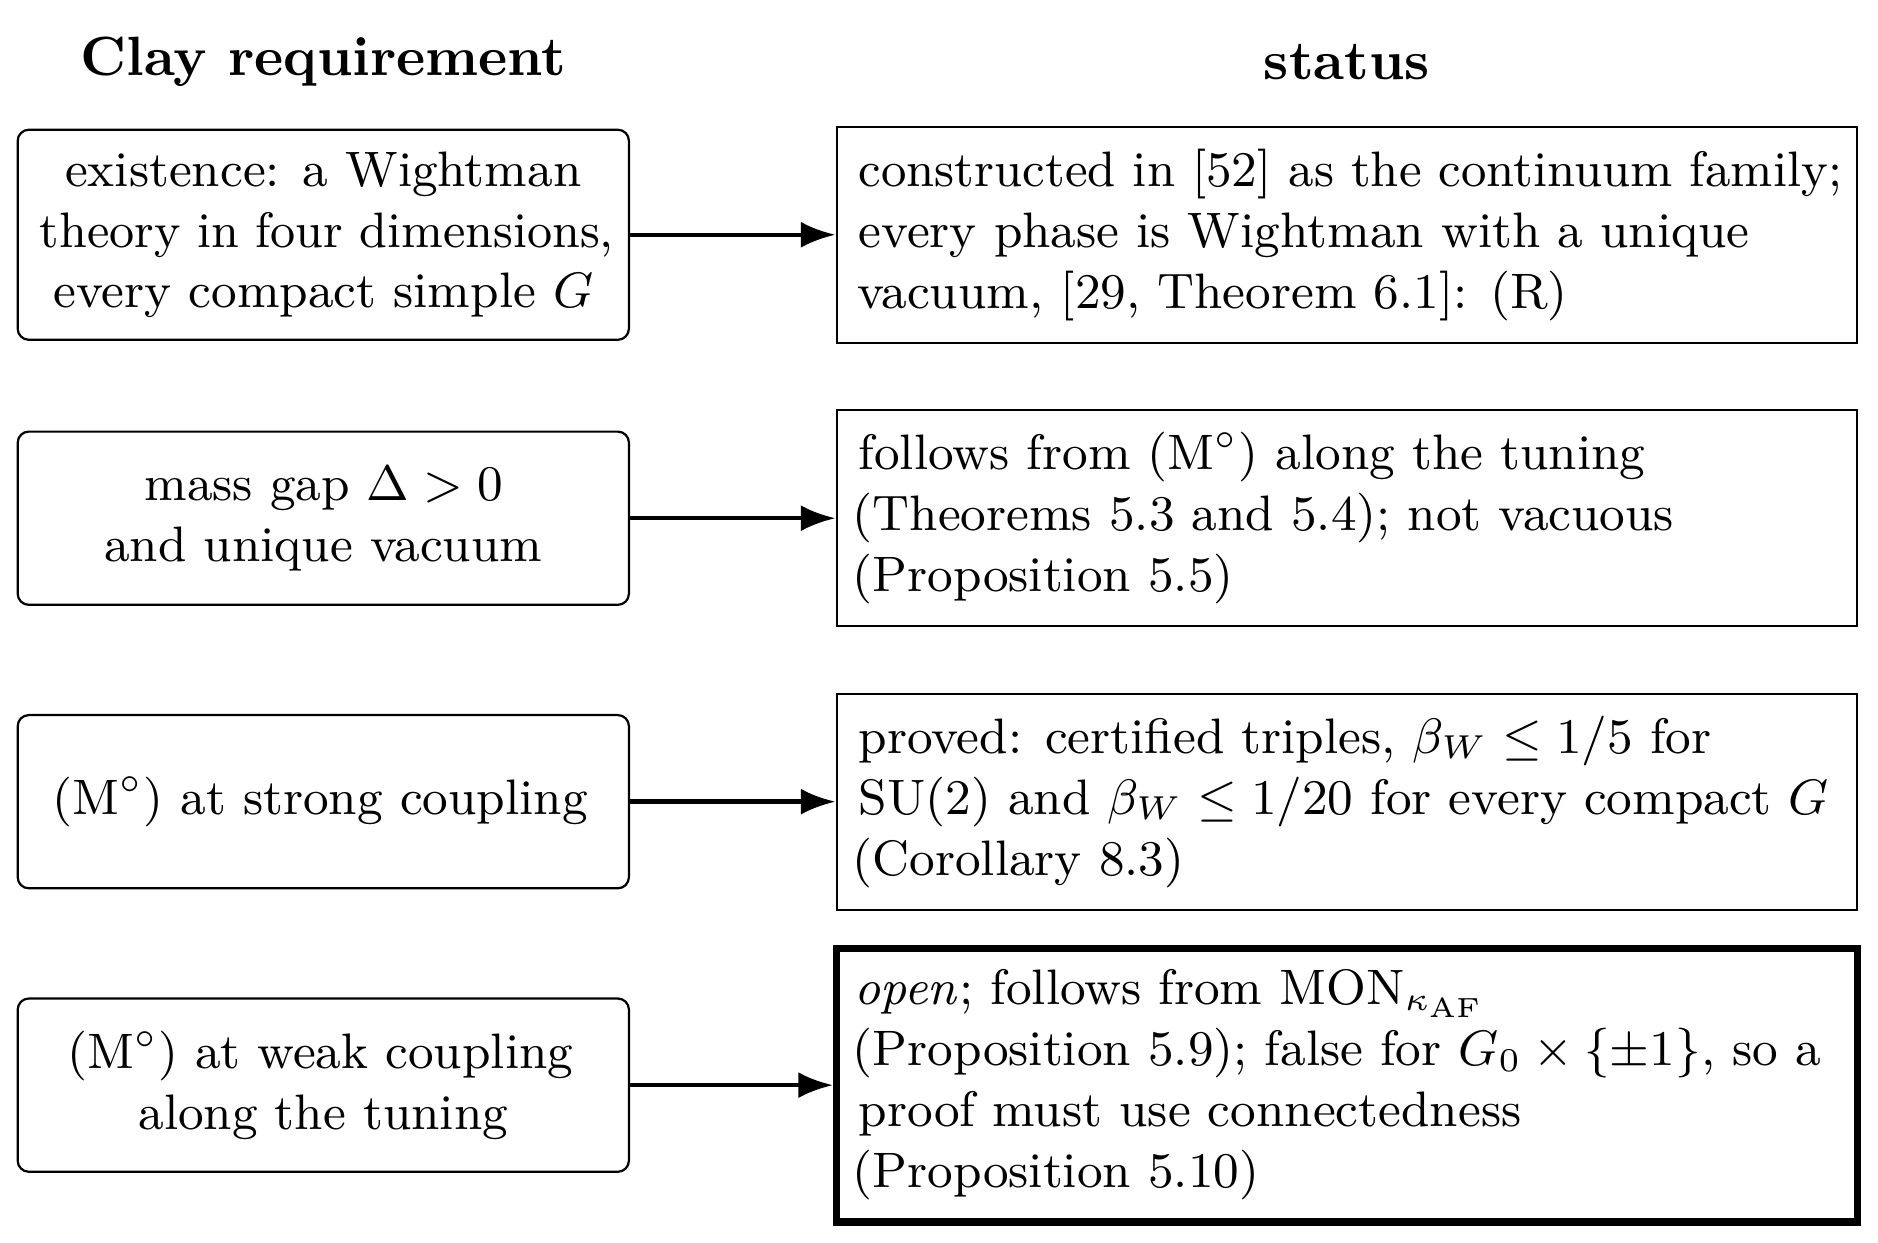 Clay requirement
status
existence: a Wightman
theory in four dimensions,
every compact simple G
constructed in [52] as the continuum family;
every phase is Wightman with a unique
vacuum, [29, Theorem 6.1]: (R)
mass gap Δ > 0
and unique vacuum
follows from (M°) along the tuning
(Theorems 5.3 and 5.4); not vacuous
(Proposition 5.5)
(M°) at strong coupling
proved: certified triples, β_W ≤ 1/5 for
SU(2) and β_W ≤ 1/20 for every compact G
(Corollary 8.3)
(M°) at weak coupling
along the tuning
open; follows from MON_{κ_AF}
(Proposition 5.9); false for G₀ × {±1}, so a
proof must use connectedness
(Proposition 5.10)